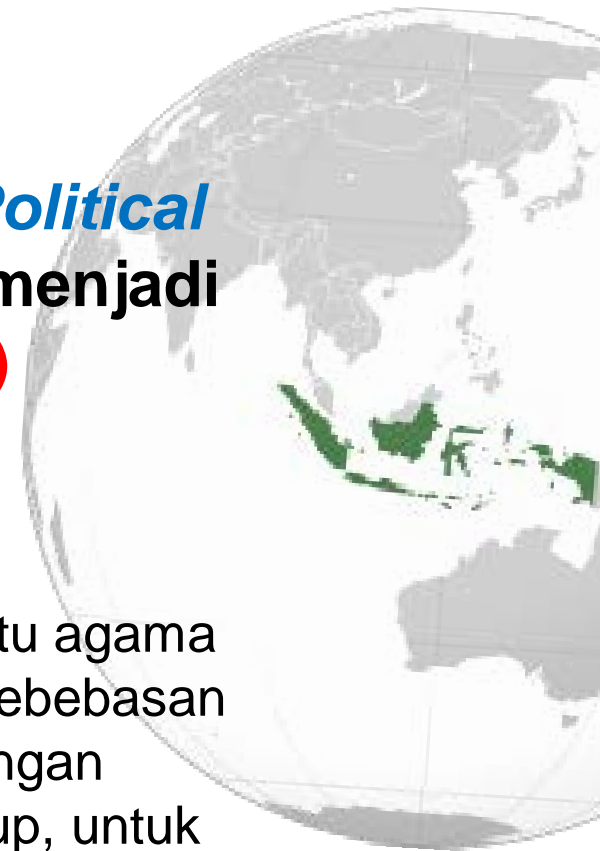 Political
menjadi
tu agama
ebebasan
ngan
up, untuk